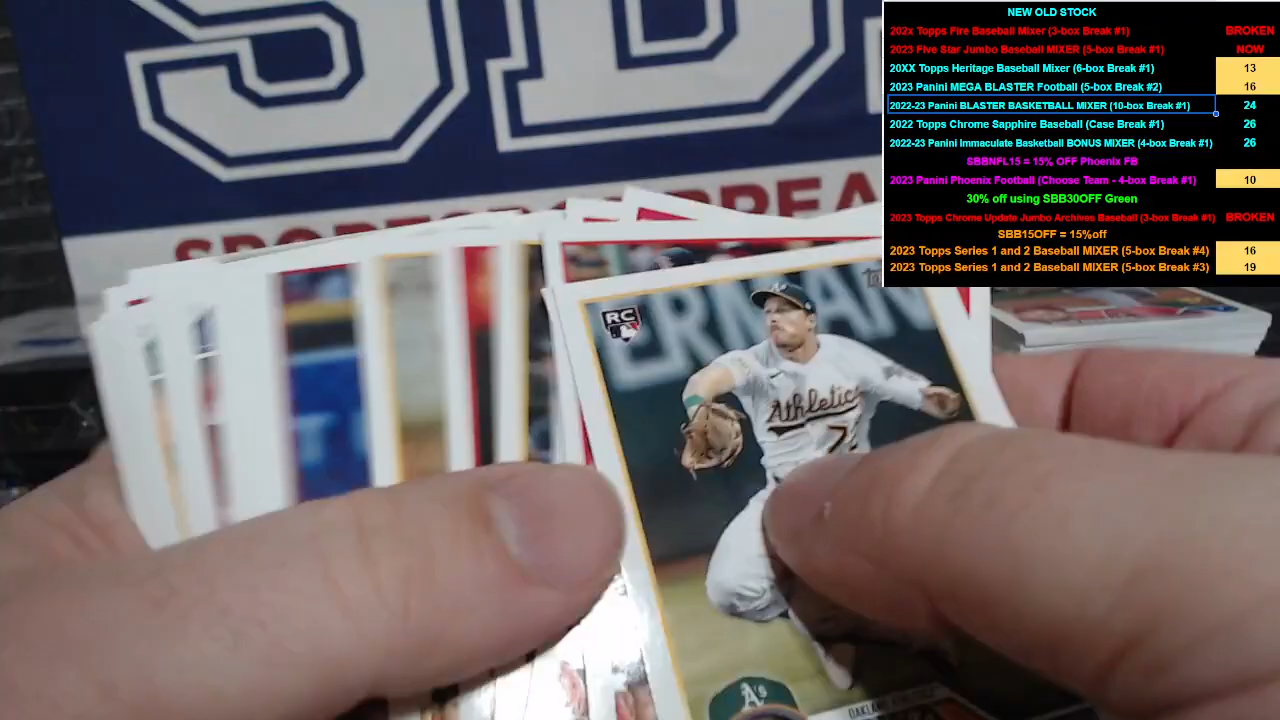 NEW OLD STOCK
202x Topps Fire Baseball Mixer (3-box Break #1) BROKEN
2023 Five Star Jumbo Baseball MIXER (5-box Break #1) NOW
20XX Topps Heritage Baseball Mixer (6-box Break #1) 13
2023 Panini MEGA BLASTER Football (5-box Break #2) 16
2022-23 Panini BLASTER BASKETBALL MIXER (10-box Break #1) 24
2022 Topps Chrome Sapphire Baseball (Case Break #1) 26
2022-23 Panini Immaculate Basketball BONUS MIXER (4-box Break #1) 26
SBBNFL15 = 15% OFF Phoenix FB
2023 Panini Phoenix Football (Choose Team - 4-box Break #1) 10
30% off using SBB30OFF Green
2023 Topps Chrome Update Jumbo Archives Baseball (3-box Break #1) BROKEN
SBB15OFF = 15%off
2023 Topps Series 1 and 2 Baseball MIXER (5-box Break #4) 16
2023 Topps Series 1 and 2 Baseball MIXER (5-box Break #3) 19
SB
RC
ERMAN
Athletics
7
A's
OAKLAND